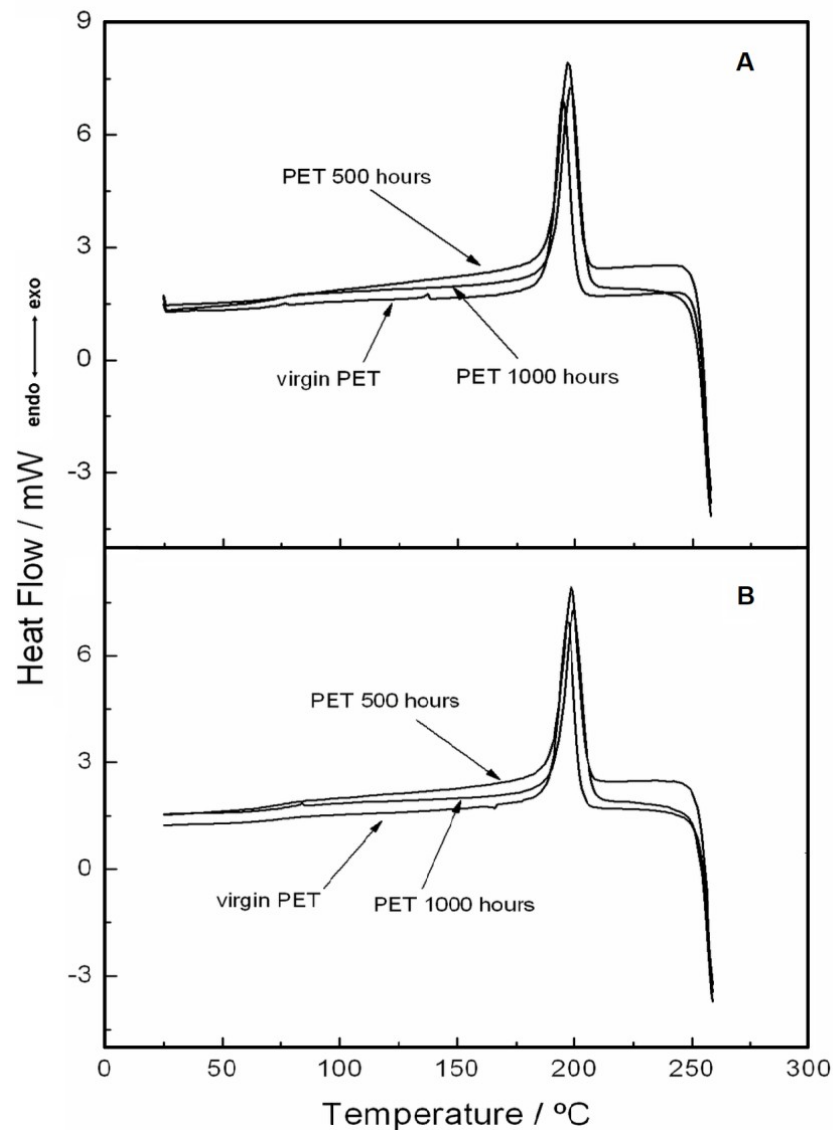 9
6
3
0
-3
A
PET 500 hours
virgin PET
PET 1000 hours
6
3
0
-3
B
PET 500 hours
virgin PET
PET 1000 hours
0 50 100 150 200 250 300
Temperature / ºC
Heat Flow / mW
endo exo